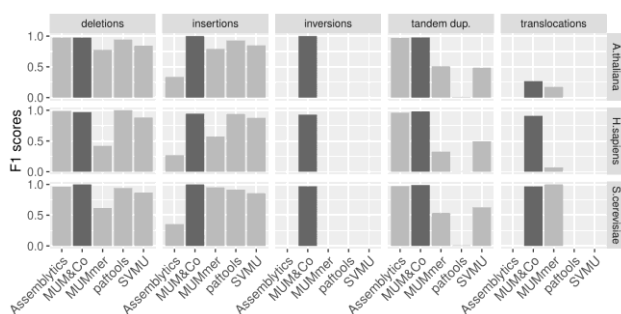 deletions insertions inversions tandem dup. translocations
F1 scores
1.0
0.5
0.0
A.thaliana
1.0
0.5
0.0
H.sapiens
1.0
0.5
0.0
S.cerevisiae
Assemblytics MUM&Co MUMmer paftools SVMU Assemblytics MUM&Co MUMmer paftools SVMU Assemblytics MUM&Co MUMmer paftools SVMU Assemblytics MUM&Co MUMmer paftools SVMU Assemblytics MUM&Co MUMmer paftools SVMU